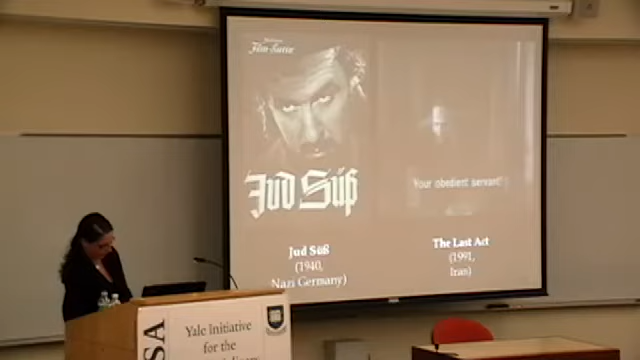 Film-Kurier
Jud Süß
Your obedient servant!
Jud Süß
(1940,
Nazi Germany)
The Last Act
(1991,
Iran)
SA
Yale Initiative
for the